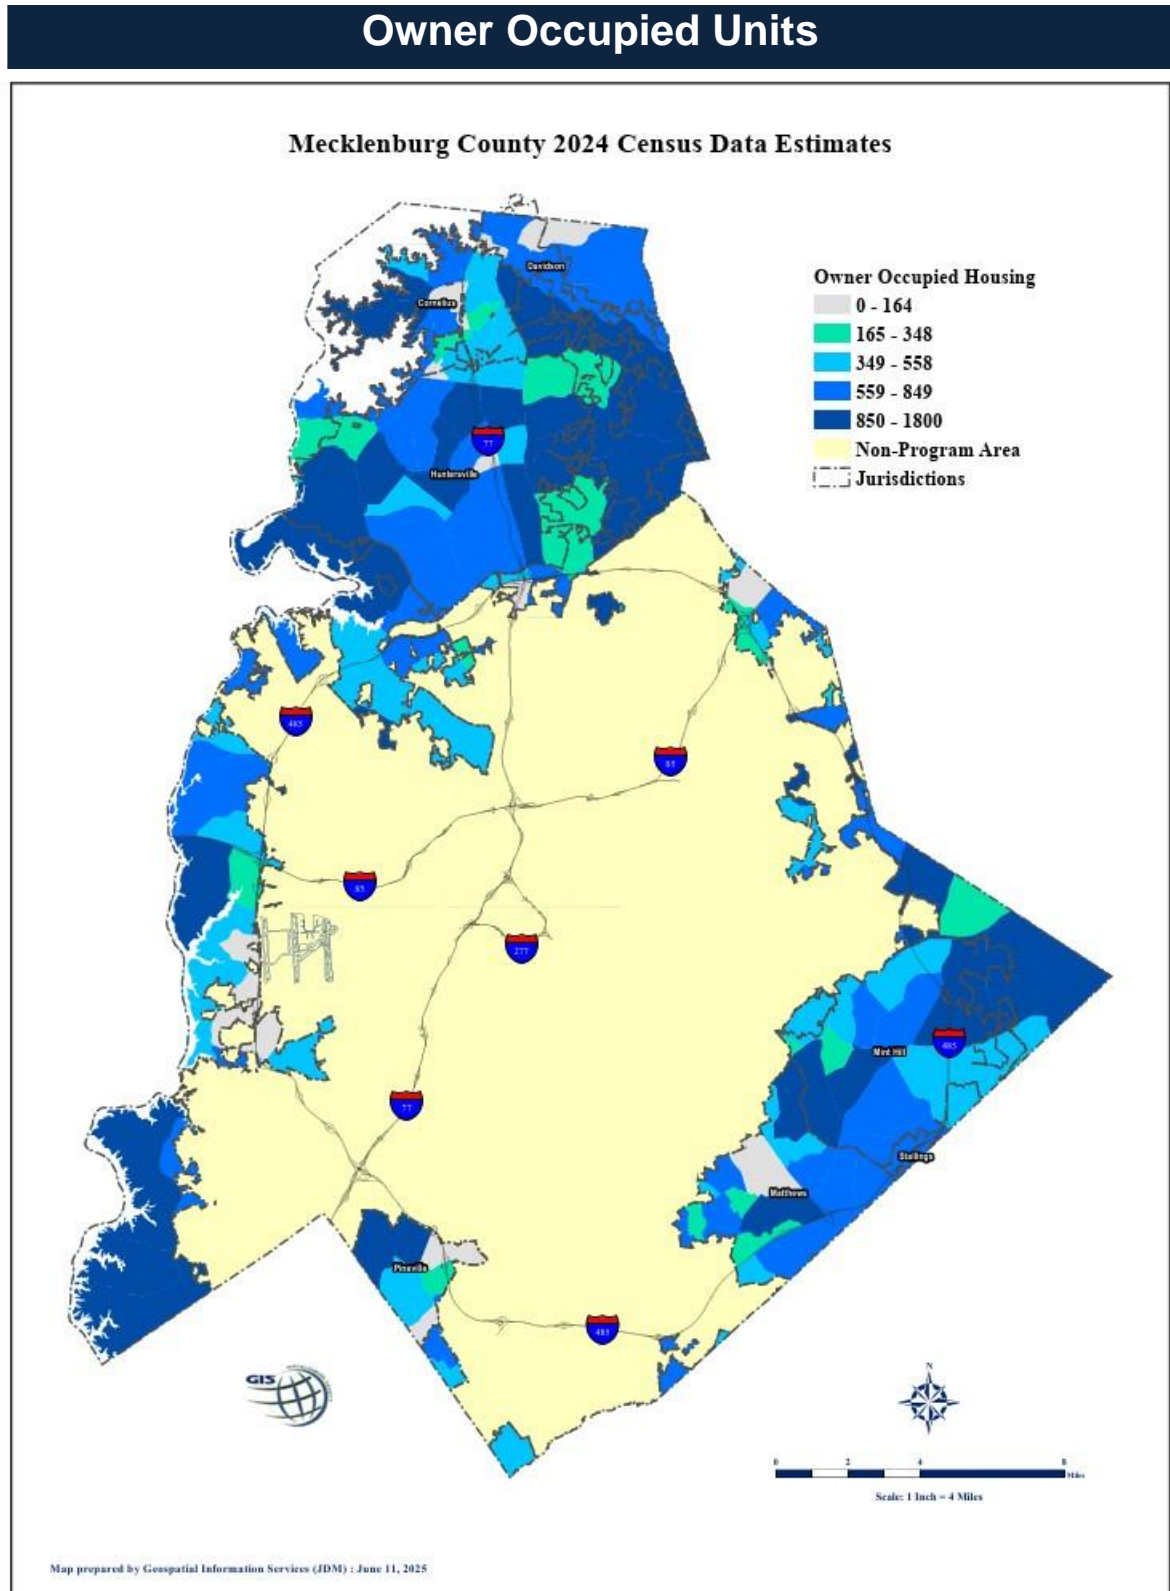 Owner Occupied Units
Mecklenburg County 2024 Census Data Estimates
Owner Occupied Housing
0 - 164
165 - 348
349 - 558
559 - 849
850 - 1800
Non-Program Area
Jurisdictions
Davidson
Cornelius
77
Huntersville
485
85
85
277
485
Mint Hill
77
Stallings
Matthews
Pineville
485
GIS
N
0 2 4 8
Miles
Scale: 1 Inch = 4 Miles
Map prepared by Geospatial Information Services (JDM) : June 11, 2025